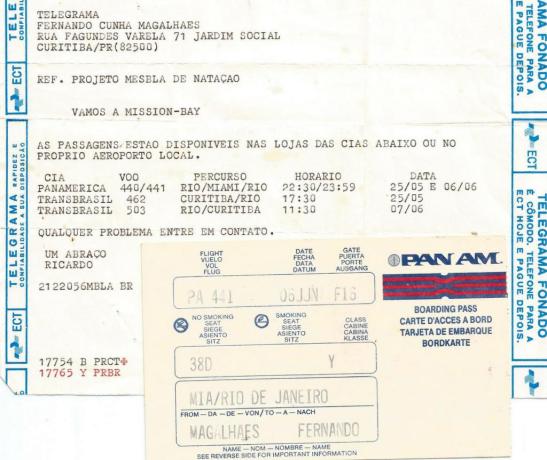 TELEGRAMA
FERNANDO CUNHA MAGALHAES
RUA FAGUNDES VARELA 71 JARDIM SOCIAL
CURITIBA/PR(82500)
REF. PROJETO MESBLA DE NATAÇAO
VAMOS A MISSION-BAY
AS PASSAGENS ESTAO DISPONIVEIS NAS LOJAS DAS CIAS ABAIXO OU NO
PROPRIO AEROPORTO LOCAL.
CIA VOO PERCURSO HORARIO DATA
PANAMERICA 440/441 RIO/MIAMI/RIO 22:30/23:59 25/05 E 06/06
TRANSBRASIL 462 CURITIBA/RIO 17:30 25/05
TRANSBRASIL 503 RIO/CURITIBA 11:30 07/06
QUALQUER PROBLEMA ENTRE EM CONTATO.
UM ABRAÇO
RICARDO
2122056MBLA BR
17754 B PRCT+
17765 Y PRBR
TELE
ECT
TELEGRAMA RAPIDEZ E
CONFIABILIDADE A SUA DISPOSIÇÃO
ECT
AMA FONADO
TELEFONE PARA A
E PAGUE DEPOIS.
ECT
TELEGRAMA FONADO
É CÔMODO, TELEFONE PARA A
ECT HOJE E PAGUE DEPOIS.
FLIGHT DATE GATE
VUELO FECHA PUERTA
VOL DATA PORTE
FLUG DATUM AUSGANG
PA 441 06JUN F16
NO SMOKING SMOKING
SEAT SEAT CLASS
SIEGE SIEGE CABINA
ASIENTO ASIENTO CABINE
SITZ SITZ KLASSE
38D Y
MIA/RIO DE JANEIRO
FROM — DA — DE — VON/TO — A — NACH
MAGALHAES FERNANDO
NAME — NOM — NOMBRE — NAME
SEE REVERSE SIDE FOR IMPORTANT INFORMATION
PAN AM.
BOARDING PASS
CARTE D'ACCES A BORD
TARJETA DE EMBARQUE
BORDKARTE